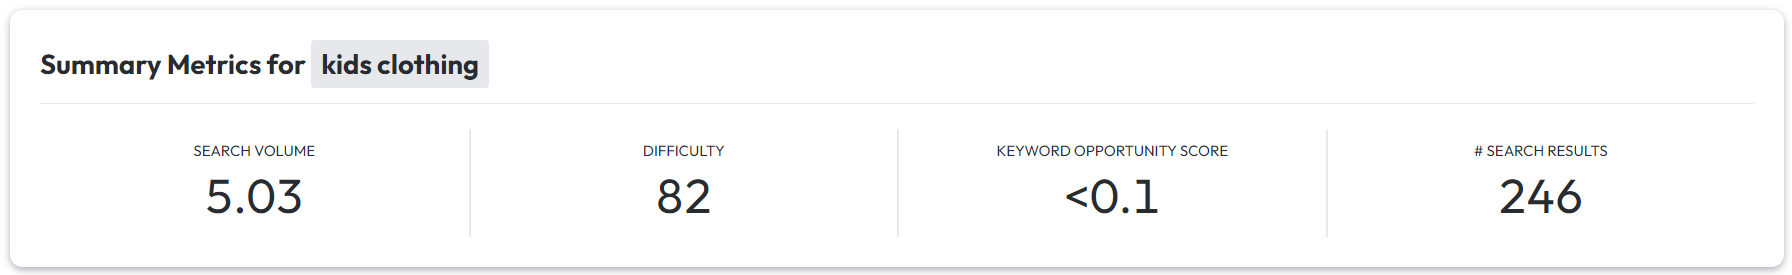 Summary Metrics for kids clothing
SEARCH VOLUME
5.03
DIFFICULTY
82
KEYWORD OPPORTUNITY SCORE
<0.1
# SEARCH RESULTS
246